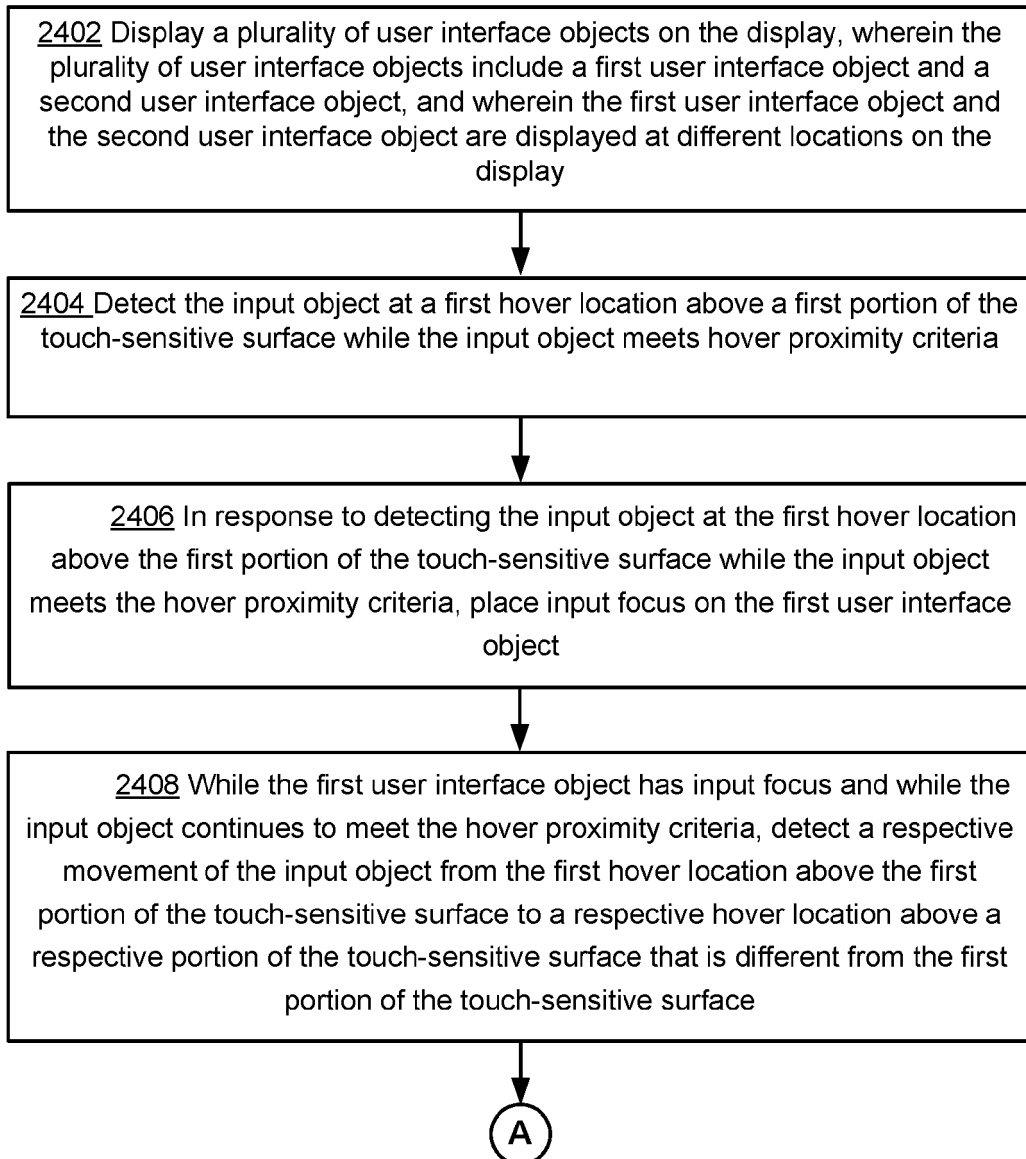 2402 Display a plurality of user interface objects on the display, wherein the
plurality of user interface objects include a first user interface object and a
second user interface object, and wherein the first user interface object and
the second user interface object are displayed at different locations on the
display
2404 Detect the input object at a first hover location above a first portion of the
touch-sensitive surface while the input object meets hover proximity criteria
2406 In response to detecting the input object at the first hover location
above the first portion of the touch-sensitive surface while the input object
meets the hover proximity criteria, place input focus on the first user interface
object
2408 While the first user interface object has input focus and while the
input object continues to meet the hover proximity criteria, detect a respective
movement of the input object from the first hover location above the first
portion of the touch-sensitive surface to a respective hover location above a
respective portion of the touch-sensitive surface that is different from the first
portion of the touch-sensitive surface
A